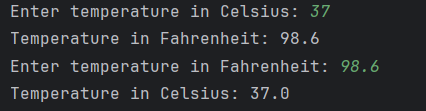 Enter temperature in Celsius: 37
Temperature in Fahrenheit: 98.6
Enter temperature in Fahrenheit: 98.6
Temperature in Celsius: 37.0